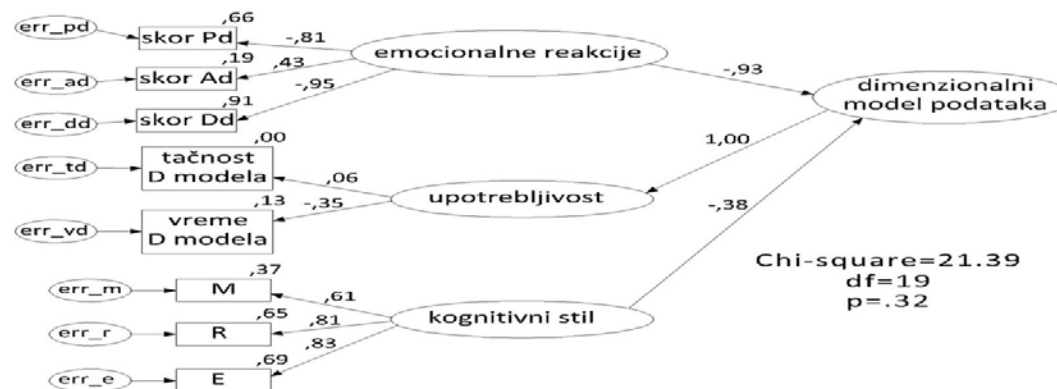 ,66
err_pd
skor Pd
-,81
emocionalne reakcije
,19
err_ad
skor Ad
,43
-,93
-,95
dimenzionalni
model podataka
,91
err_dd
skor Dd
,00
1,00
err_td
tačnost
D modela
,06
upotrebljivost
,13
-,35
-,38
err_vd
vreme
D modela
Chi-square=21.39
df=19
p=.32
,37
err_m
M
,61
,65
err_r
R
,81
kognitivni stil
,83
,69
err_e
E